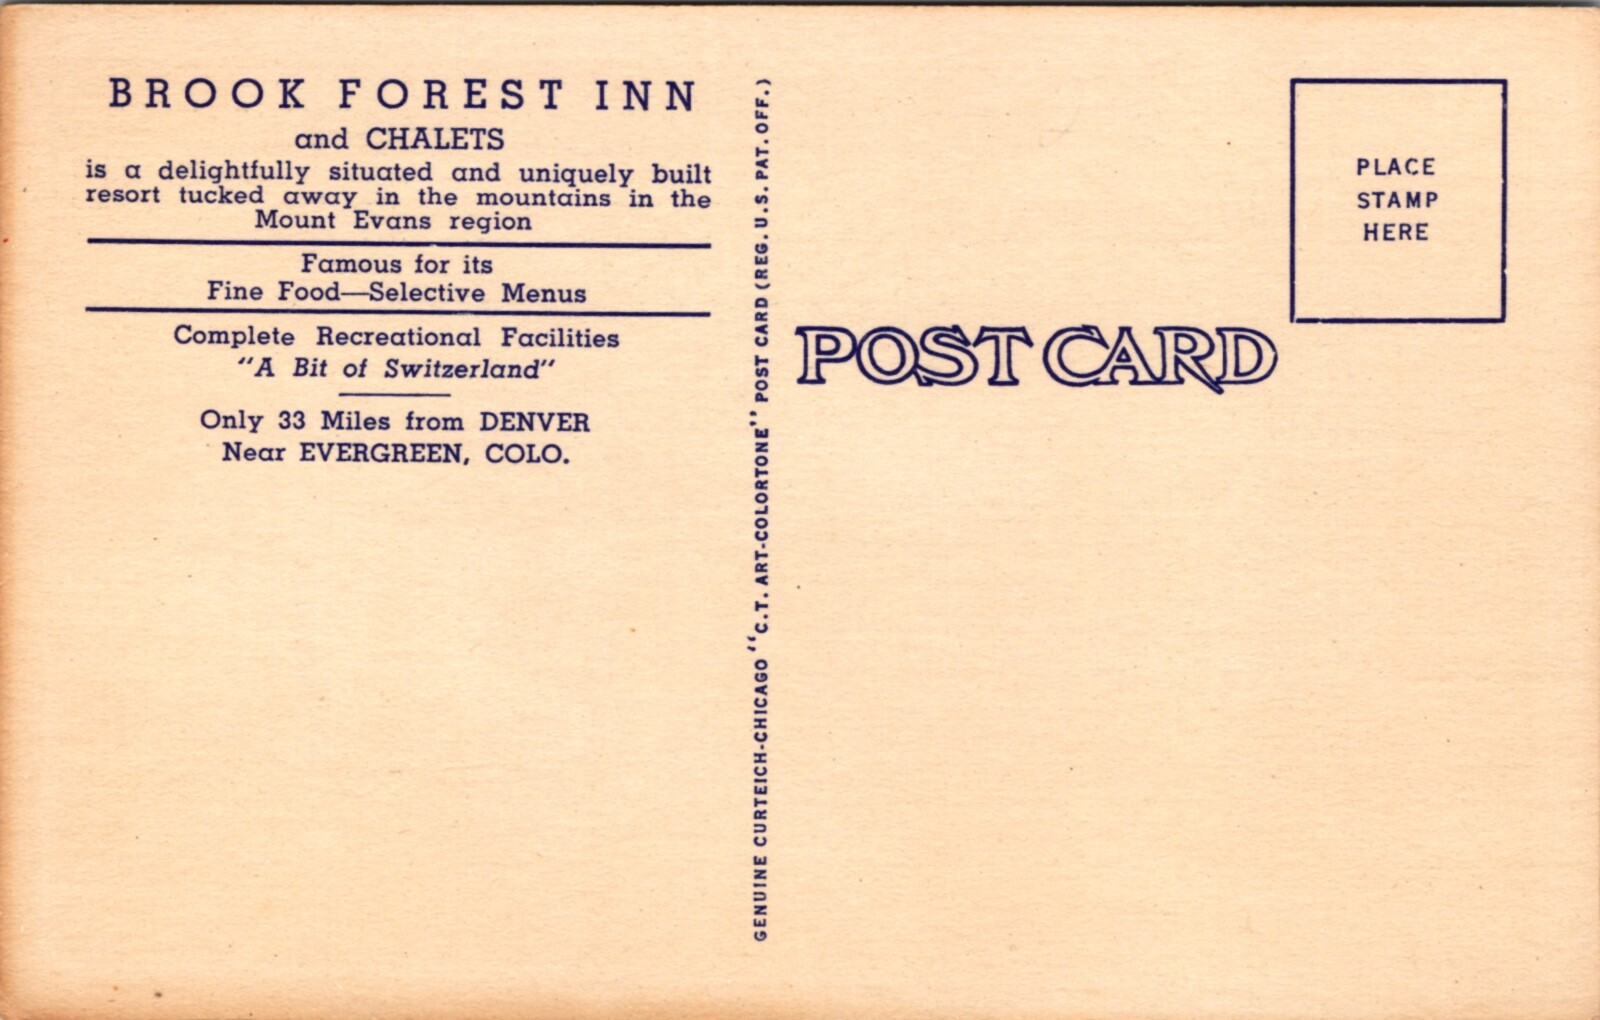 BROOK FOREST INN
and CHALETS
is a delightfully situated and uniquely built
resort tucked away in the mountains in the
Mount Evans region
Famous for its
Fine Food—Selective Menus
Complete Recreational Facilities
"A Bit of Switzerland"
Only 33 Miles from DENVER
Near EVERGREEN, COLO.
GENUINE CURTEICH-CHICAGO "C.T. ART-COLORTONE" POST CARD (REG. U.S. PAT. OFF.)
POST CARD
PLACE
STAMP
HERE